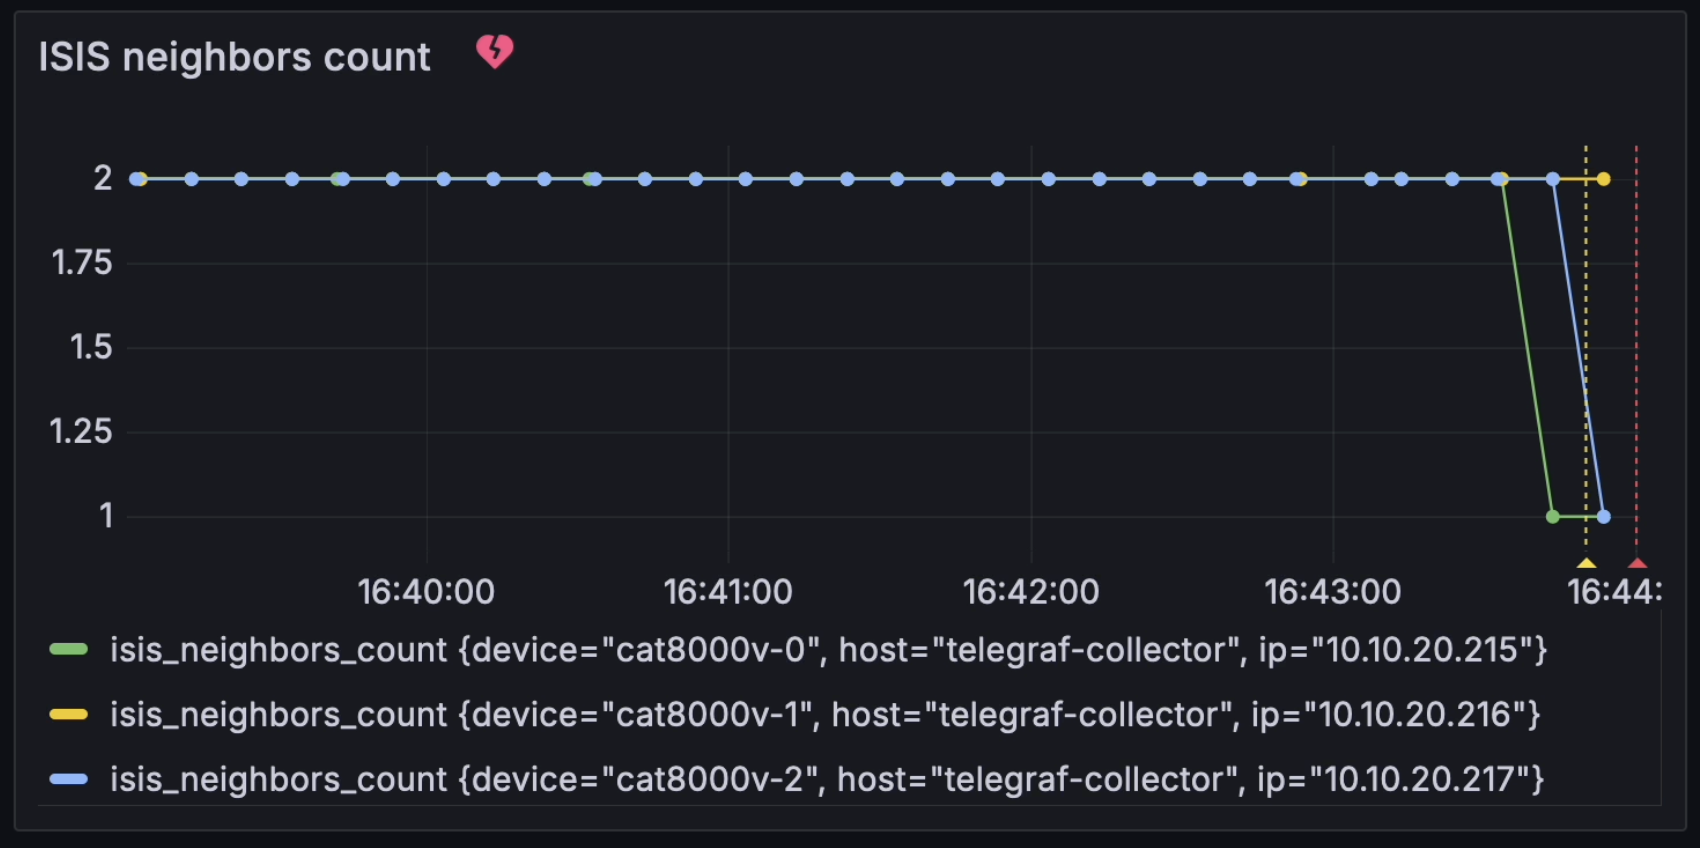 ISIS neighbors count
2
1.75
1.5
1.25
1
16:40:00 16:41:00 16:42:00 16:43:00 16:44:
isis_neighbors_count {device="cat8000v-0", host="telegraf-collector", ip="10.10.20.215"}
isis_neighbors_count {device="cat8000v-1", host="telegraf-collector", ip="10.10.20.216"}
isis_neighbors_count {device="cat8000v-2", host="telegraf-collector", ip="10.10.20.217"}